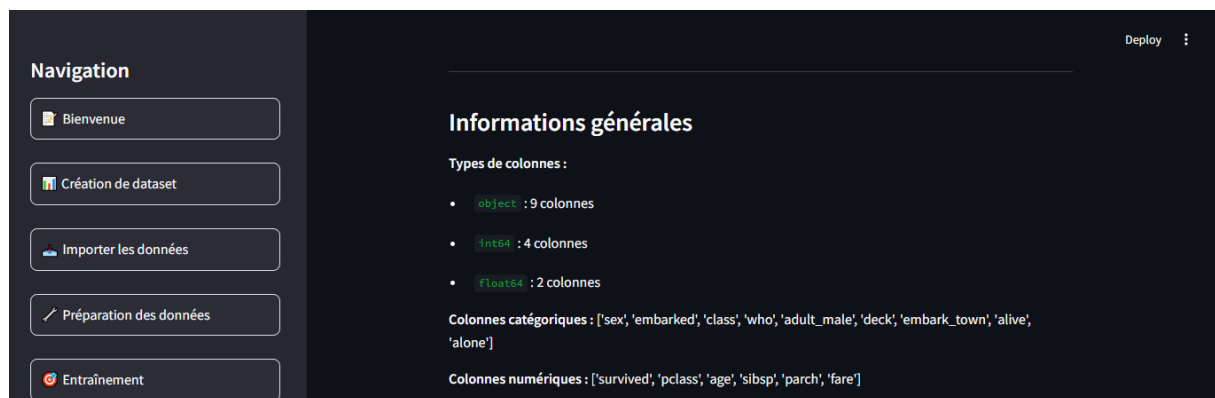 Deploy
Navigation
Bienvenue
Création de dataset
Importer les données
Préparation des données
Entraînement
Informations générales
Types de colonnes :
object : 9 colonnes
int64 : 4 colonnes
float64 : 2 colonnes
Colonnes catégoriques : ['sex', 'embarked', 'class', 'who', 'adult_male', 'deck', 'embark_town', 'alive',
'alone']
Colonnes numériques : ['survived', 'pclass', 'age', 'sibsp', 'parch', 'fare']